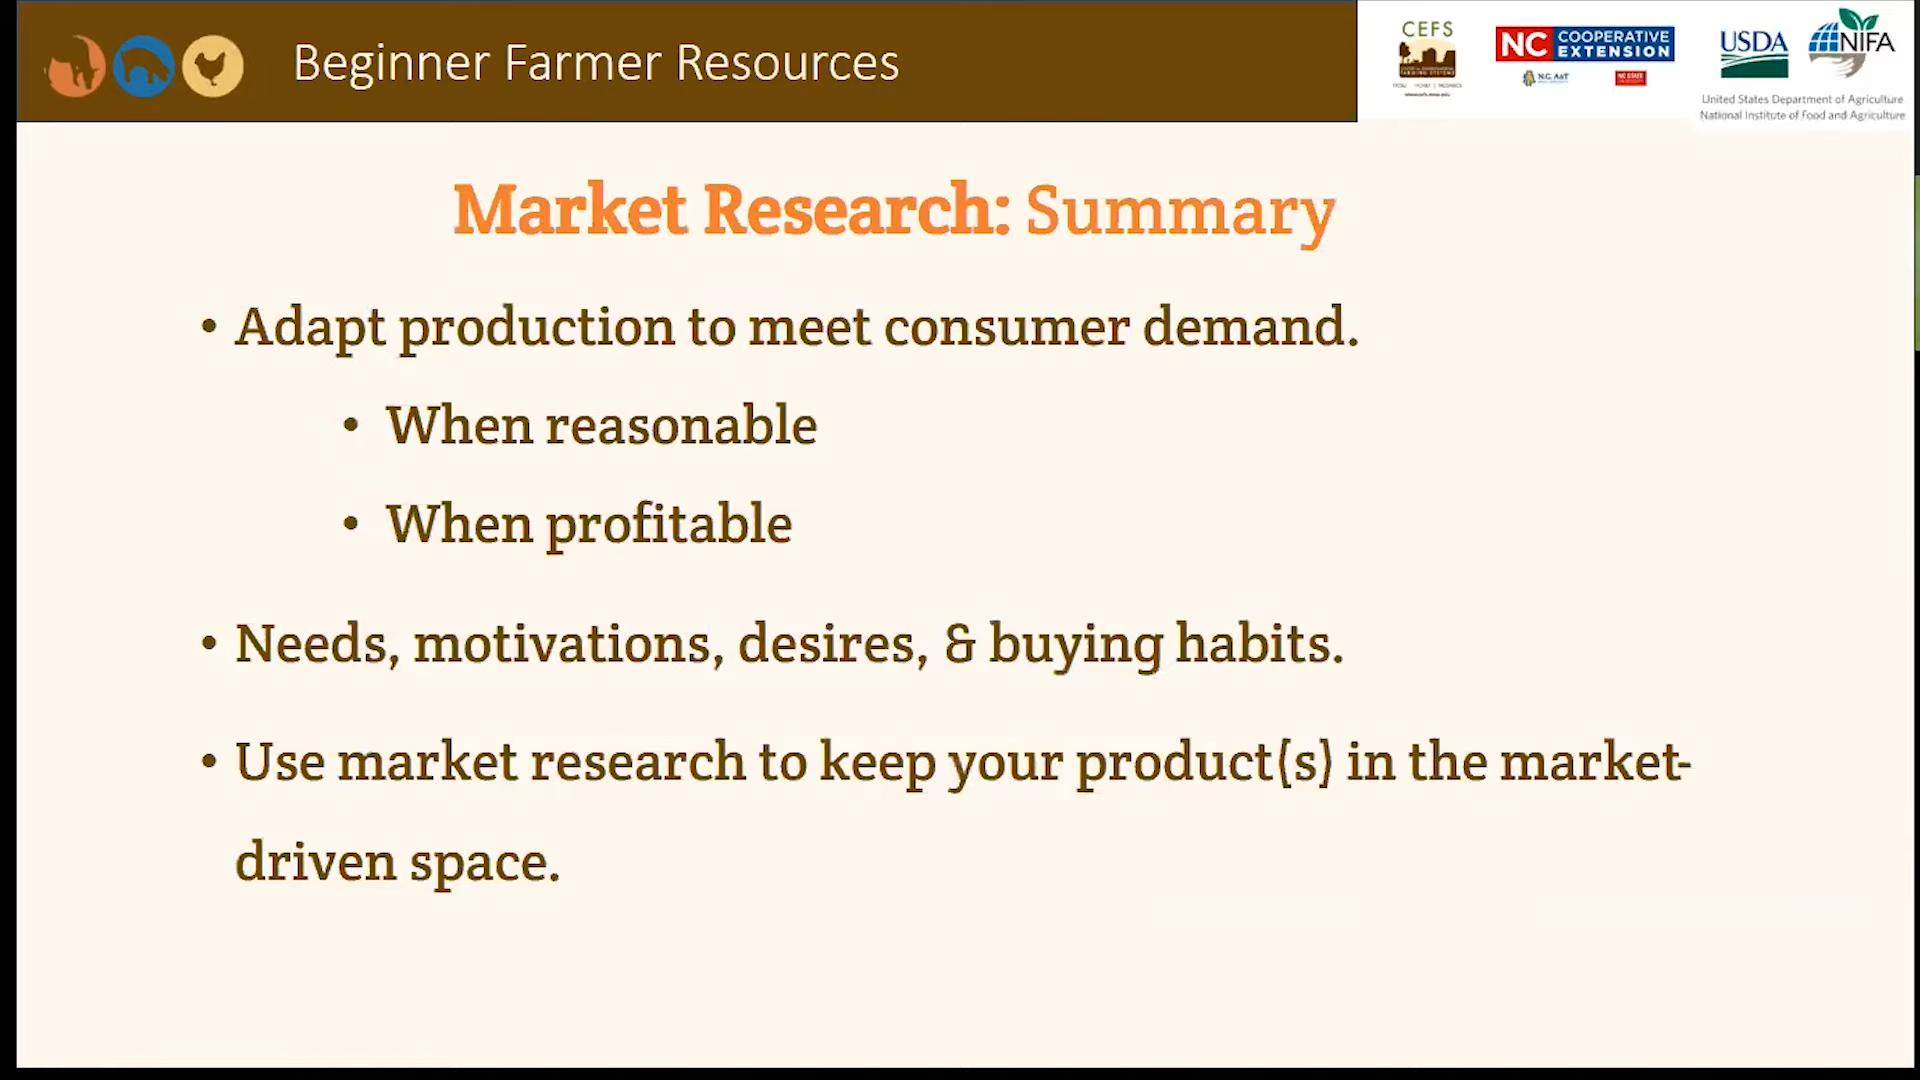 Beginner Farmer Resources
CEFS
NC COOPERATIVE
EXTENSION
N.C. A&T
NC STATE
USDA
NIFA
United States Department of Agriculture
National Institute of Food and Agriculture
Market Research: Summary
• Adapt production to meet consumer demand.
• When reasonable
• When profitable
• Needs, motivations, desires, & buying habits.
• Use market research to keep your product(s) in the market-
driven space.